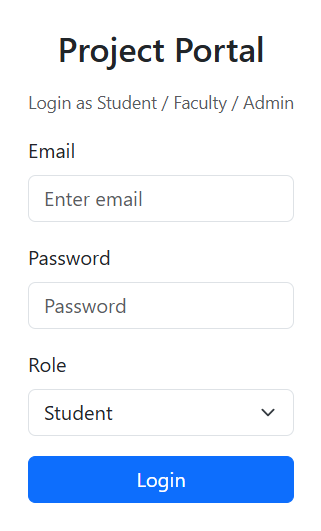 Project Portal
Login as Student / Faculty / Admin
Email
Enter email
Password
Password
Role
Student
Login